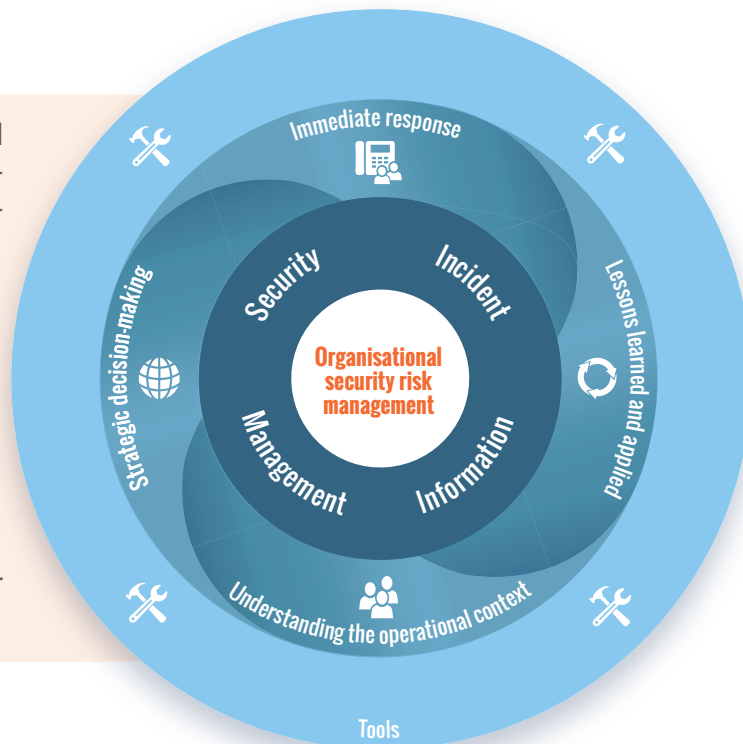 Immediate response
Security
Incident
Strategic decision-making
Lessons learned and applied
Organisational
security risk
management
Management
Information
Understanding the operational context
Tools